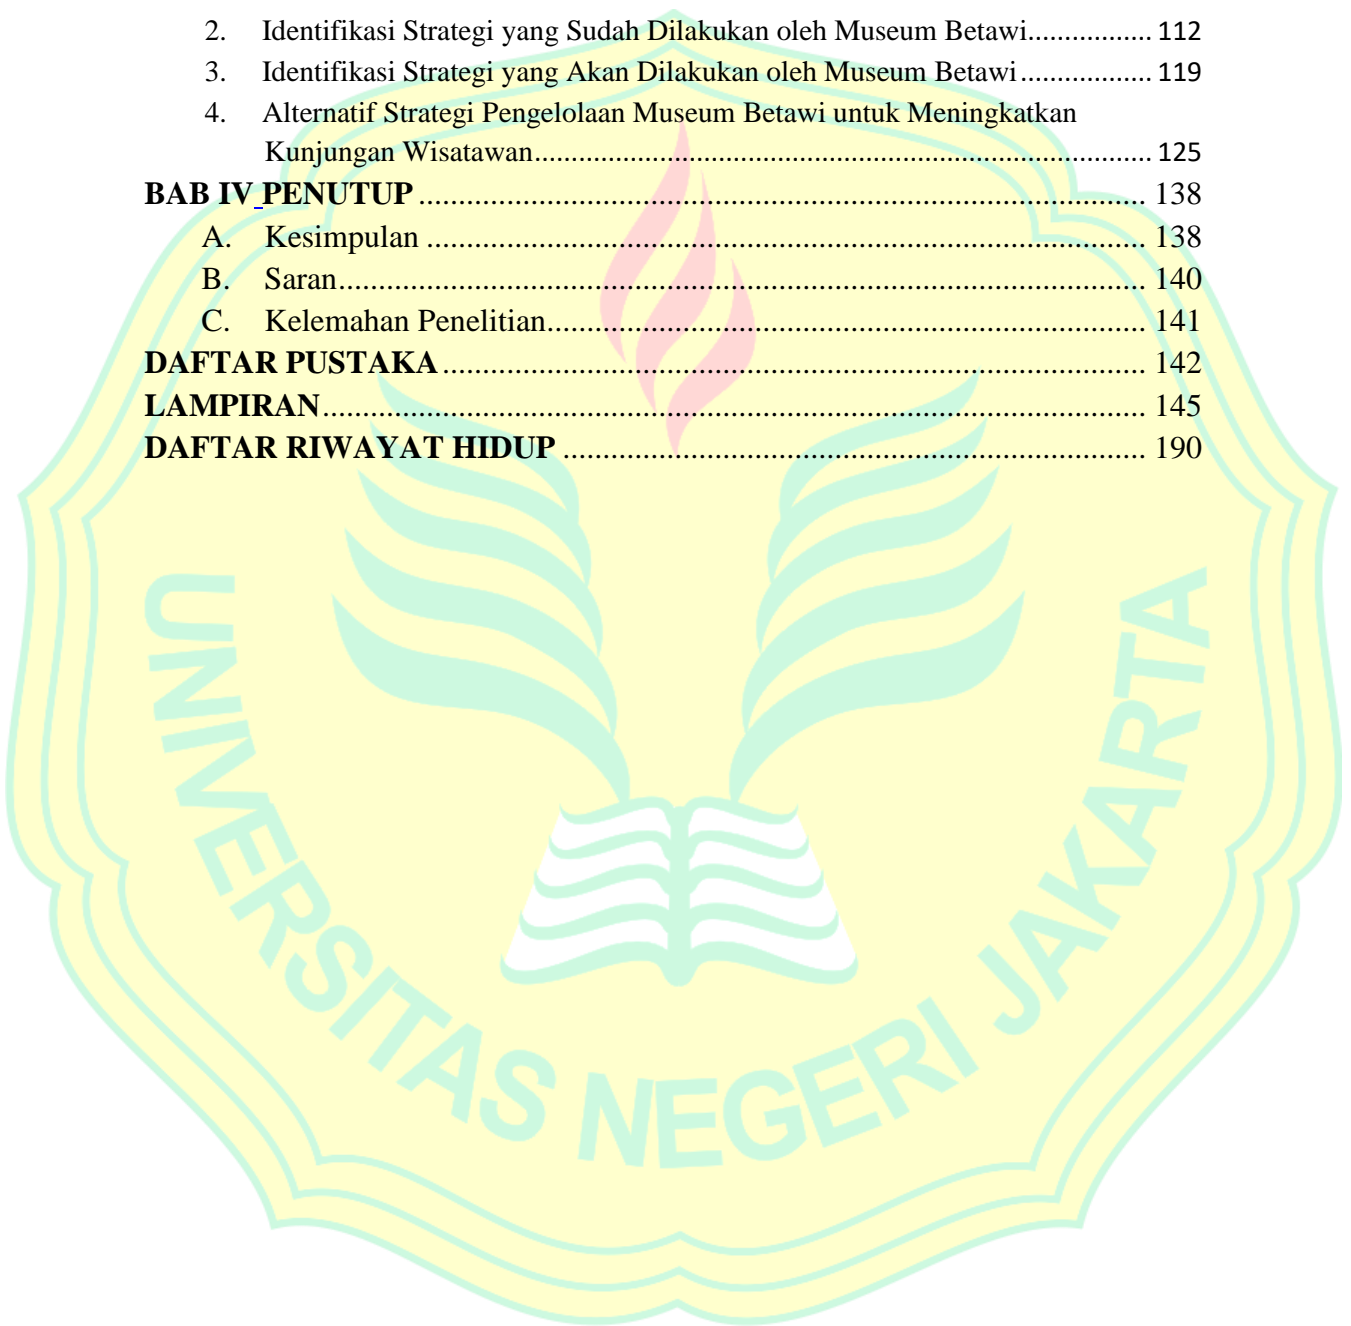 2. Identifikasi Strategi yang Sudah Dilakukan oleh Museum Betawi................. 112
3. Identifikasi Strategi yang Akan Dilakukan oleh Museum Betawi.................. 119
4. Alternatif Strategi Pengelolaan Museum Betawi untuk Meningkatkan
Kunjungan Wisatawan..................................................................................... 125
BAB IV PENUTUP ........................................................................................... 138
A. Kesimpulan .......................................................................................... 138
B. Saran..................................................................................................... 140
C. Kelemahan Penelitian........................................................................... 141
DAFTAR PUSTAKA ........................................................................................ 142
LAMPIRAN....................................................................................................... 145
DAFTAR RIWAYAT HIDUP ......................................................................... 190
UNIVERSITAS NEGERI JAKARTA